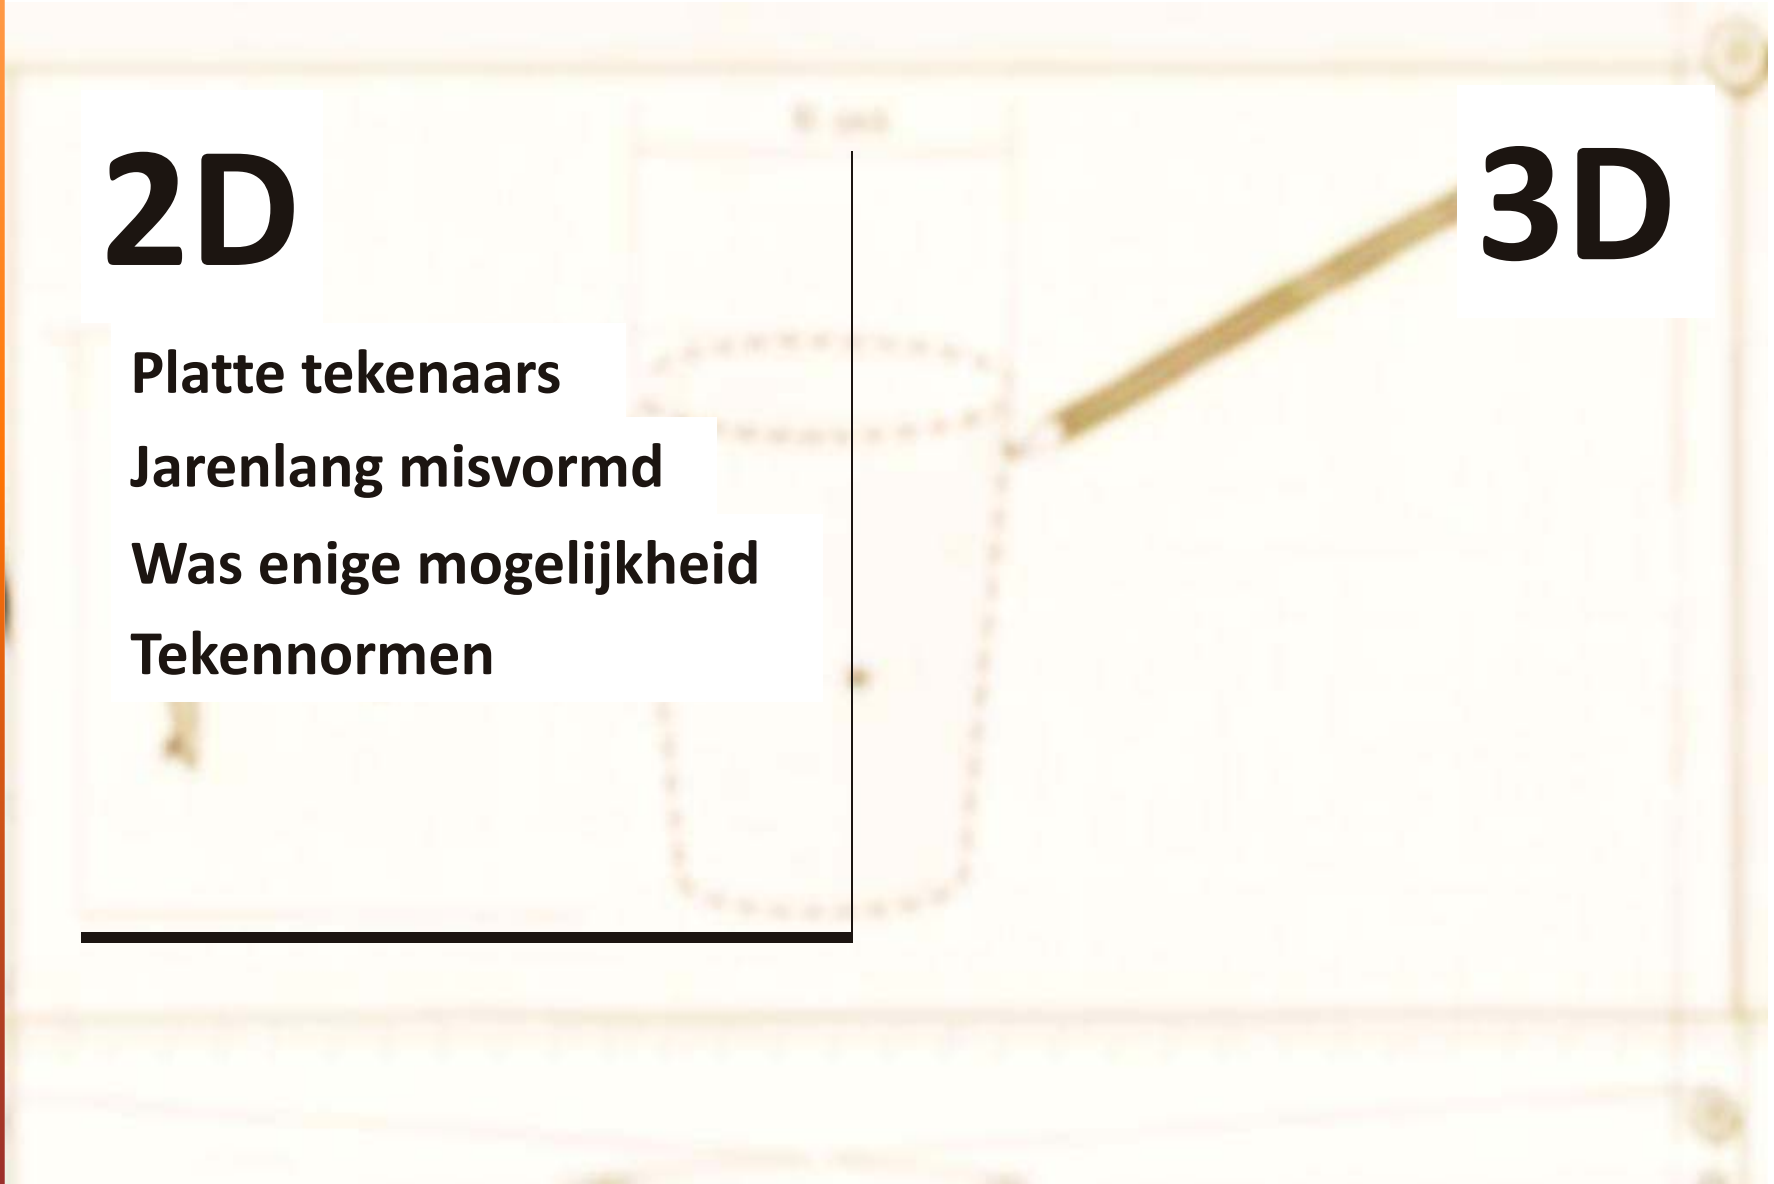 2D
3D
Platte tekenaars
Jarenlang misvormd
Was enige mogelijkheid
Tekennormen